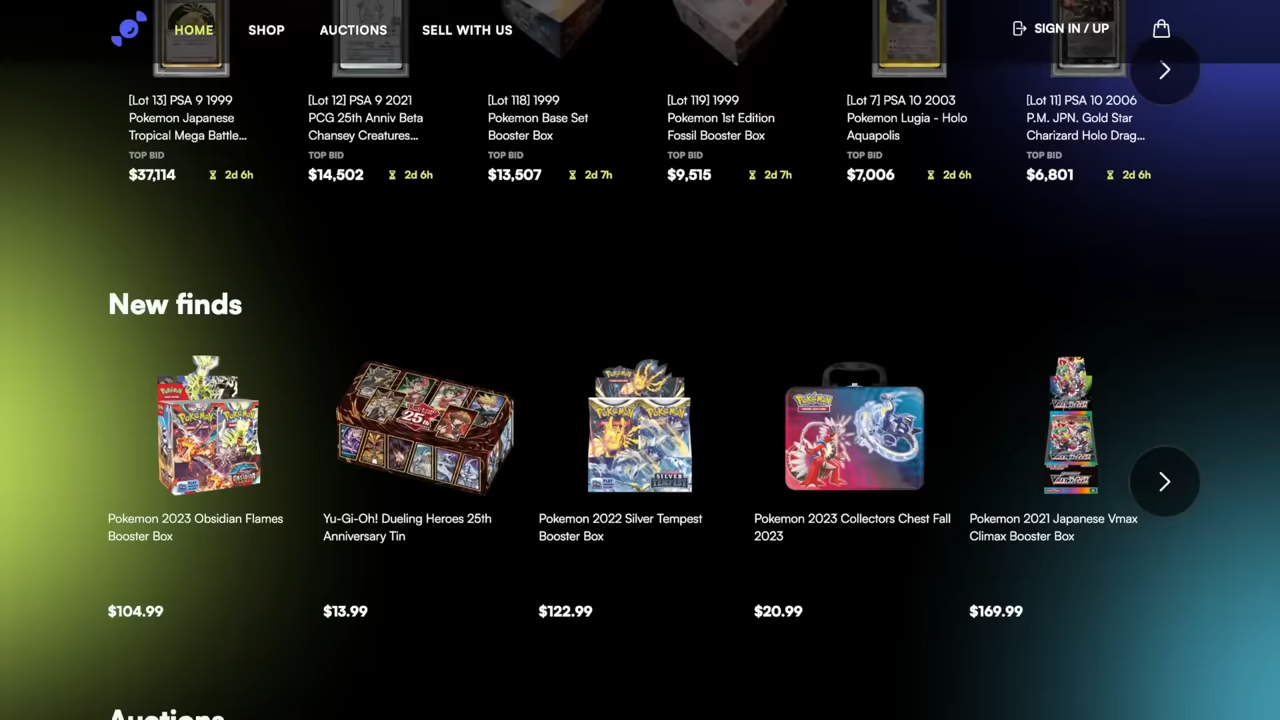 HOME SHOP AUCTIONS SELL WITH US SIGN IN / UP
[Lot 13] PSA 9 1999
Pokemon Japanese
Tropical Mega Battle...
TOP BID
$37,114 2d 6h
[Lot 12] PSA 9 2021
PCG 25th Anniv Beta
Chansey Creatures...
TOP BID
$14,502 2d 6h
[Lot 118] 1999
Pokemon Base Set
Booster Box
TOP BID
$13,507 2d 7h
[Lot 119] 1999
Pokemon 1st Edition
Fossil Booster Box
TOP BID
$9,515 2d 7h
[Lot 7] PSA 10 2003
Pokemon Lugia - Holo
Aquapolis
TOP BID
$7,006 2d 6h
[Lot 11] PSA 10 2006
P.M. JPN. Gold Star
Charizard Holo Drag...
TOP BID
$6,801 2d 6h
New finds
Pokemon 2023 Obsidian Flames
Booster Box
$104.99
Yu-Gi-Oh! Dueling Heroes 25th
Anniversary Tin
$13.99
Pokemon 2022 Silver Tempest
Booster Box
$122.99
Pokemon 2023 Collectors Chest Fall
2023
$20.99
Pokemon 2021 Japanese Vmax
Climax Booster Box
$169.99
Auctions